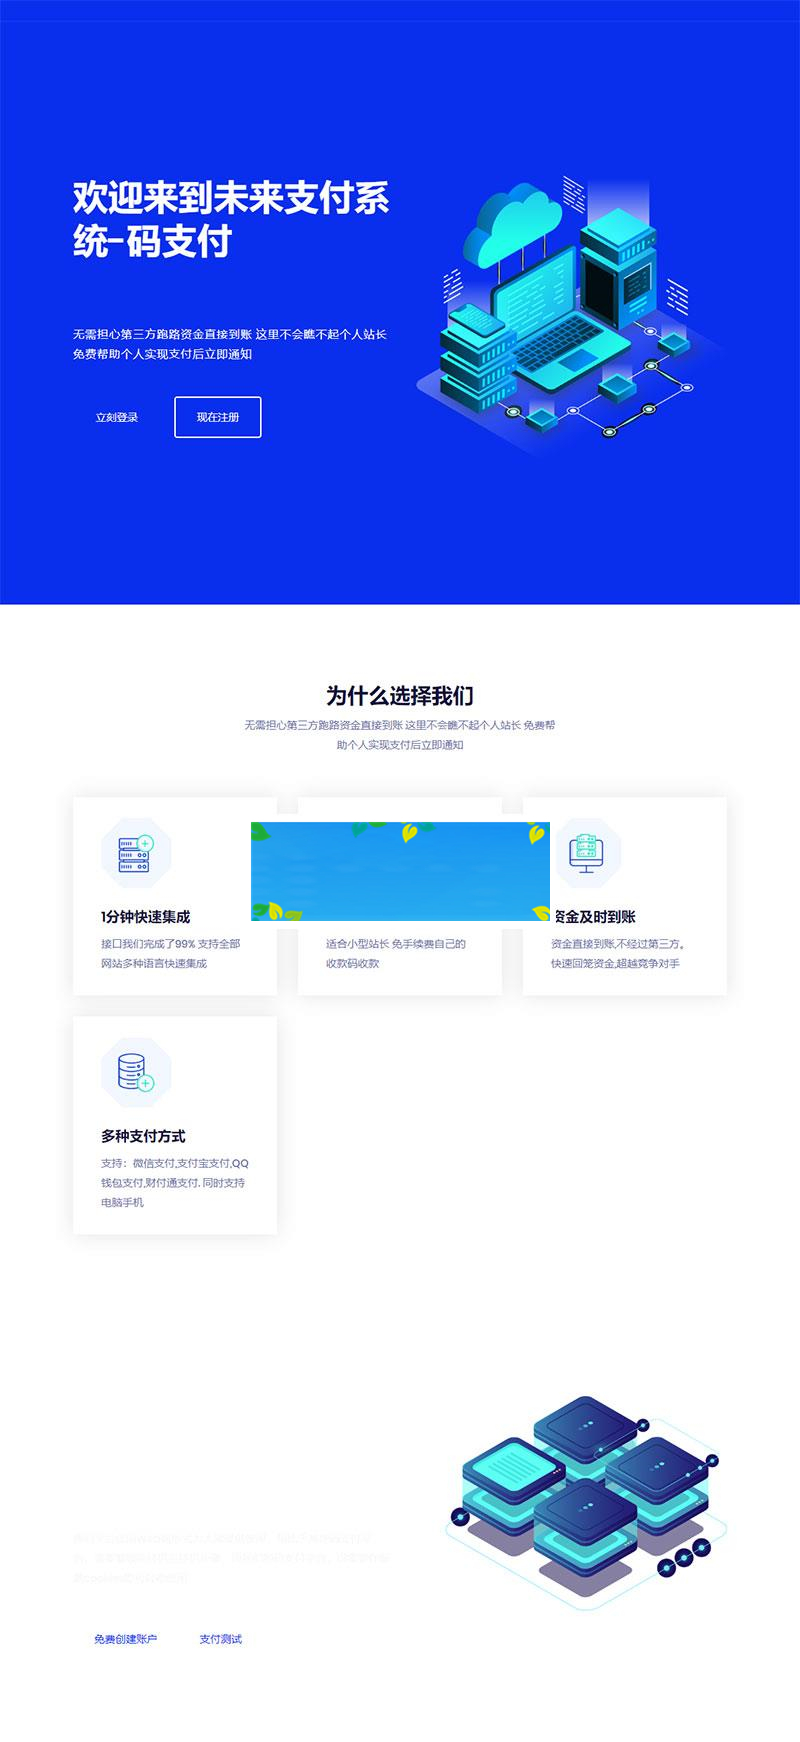 欢迎来到未来支付系
统-码支付
无需担心第三方跑路资金直接到账 这里不会瞧不起个人站长
免费帮助个人实现支付后立即通知
立刻登录
现在注册
为什么选择我们
无需担心第三方跑路资金直接到账 这里不会瞧不起个人站长 免费帮
助个人实现支付后立即通知
1分钟快速集成
接口我们完成了99% 支持全部
网站多种语言快速集成
适合小型站长 免手续费自己的
收款码收款
资金及时到账
资金直接到账,不经过第三方。
快速回笼资金,超越竞争对手
多种支付方式
支持：微信支付,支付宝支付,QQ
钱包支付,财付通支付. 同时支持
电脑手机
免费创建账户
支付测试